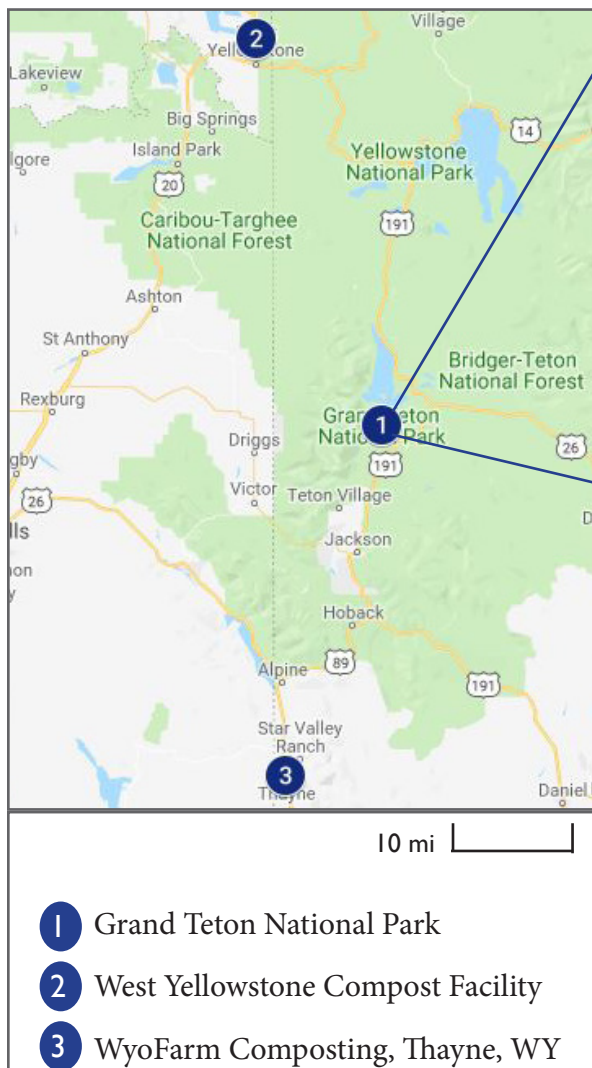 Village
2
Yellowstone
Lakeview
Big Springs
14
lgore
Island Park
Yellowstone
National Park
20
191
Caribou-Targhee
National Forest
Ashton
St Anthony
Bridger-Teton
National Forest
Rexburg
Grand Teton
National Park
1
Driggs
26
gby
191
Victor
Teton Village
26
lls
D
Jackson
on
y
Hoback
89
Alpine
191
Star Valley
Ranch
3
Thayne
Daniel
10 mi
1 Grand Teton National Park
2 West Yellowstone Compost Facility
3 WyoFarm Composting, Thayne, WY